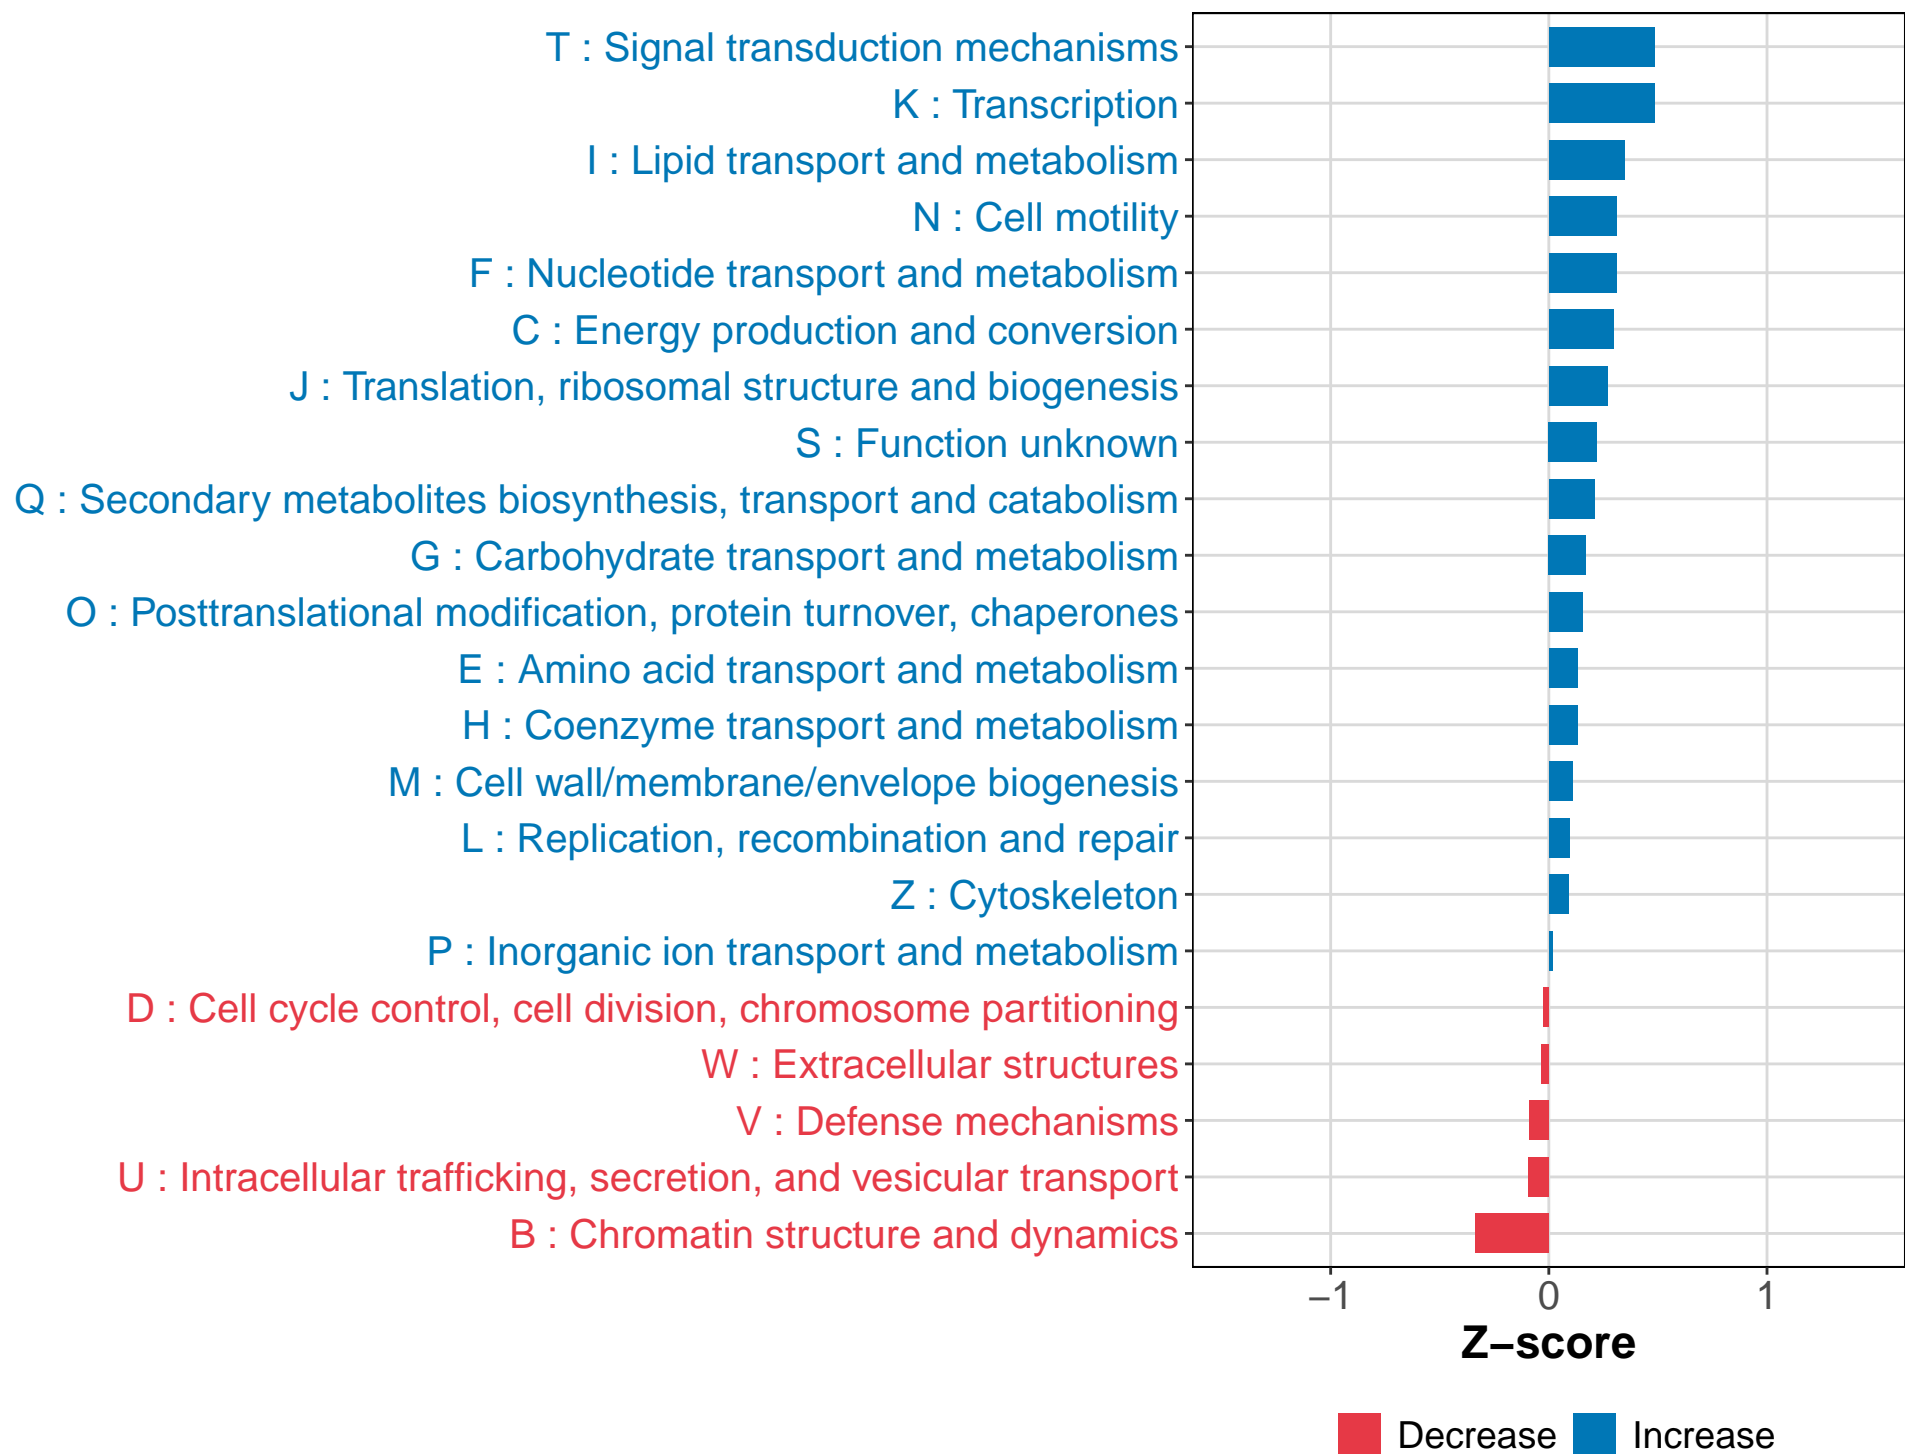 T : Signal transduction mechanisms
K : Transcription
I : Lipid transport and metabolism
N : Cell motility
F : Nucleotide transport and metabolism
C : Energy production and conversion
J : Translation, ribosomal structure and biogenesis
S : Function unknown
Q : Secondary metabolites biosynthesis, transport and catabolism
G : Carbohydrate transport and metabolism
O : Posttranslational modification, protein turnover, chaperones
E : Amino acid transport and metabolism
H : Coenzyme transport and metabolism
M : Cell wall/membrane/envelope biogenesis
L : Replication, recombination and repair
Z : Cytoskeleton
P : Inorganic ion transport and metabolism
D : Cell cycle control, cell division, chromosome partitioning
W : Extracellular structures
V : Defense mechanisms
U : Intracellular trafficking, secretion, and vesicular transport
B : Chromatin structure and dynamics
−1 0 1
Z−score
Decrease Increase